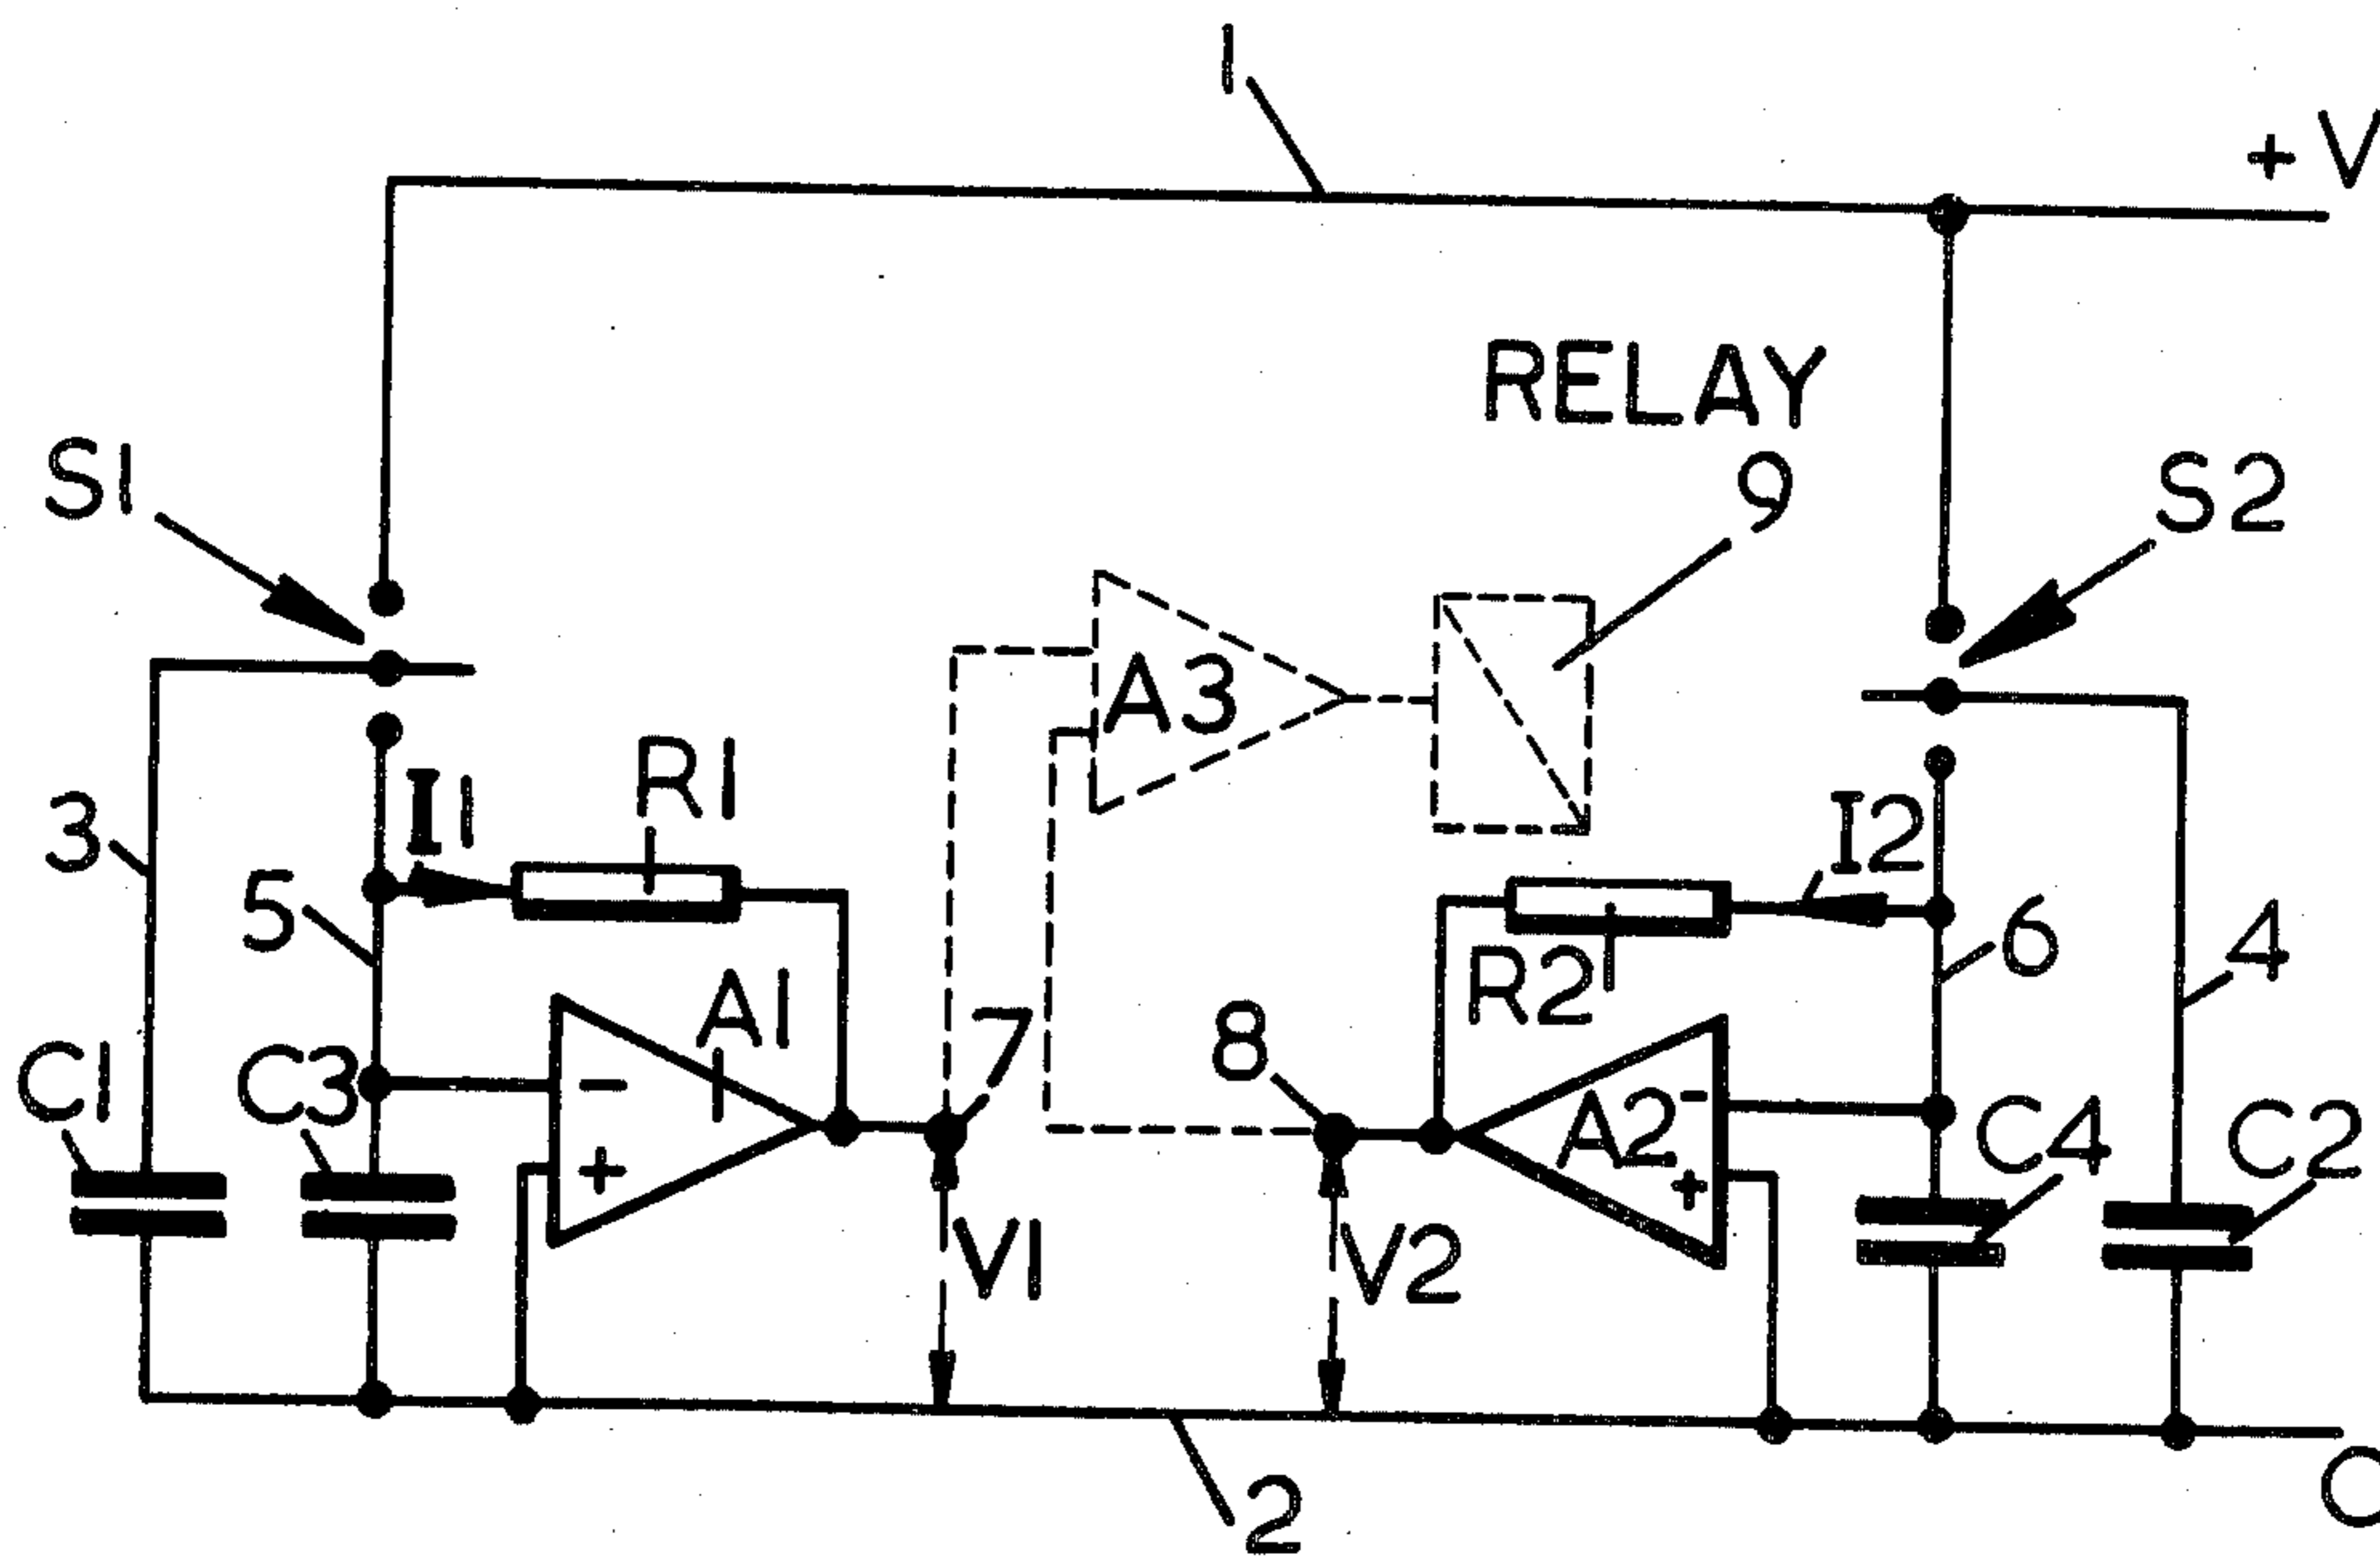 1
+ V
RELAY
9
S1
S2
A3
R1
I1
I2
3
5
6
4
R2
A1
7
8
C1
C3
-
+
A2
-
+
C4
C2
V1
V2
2
O